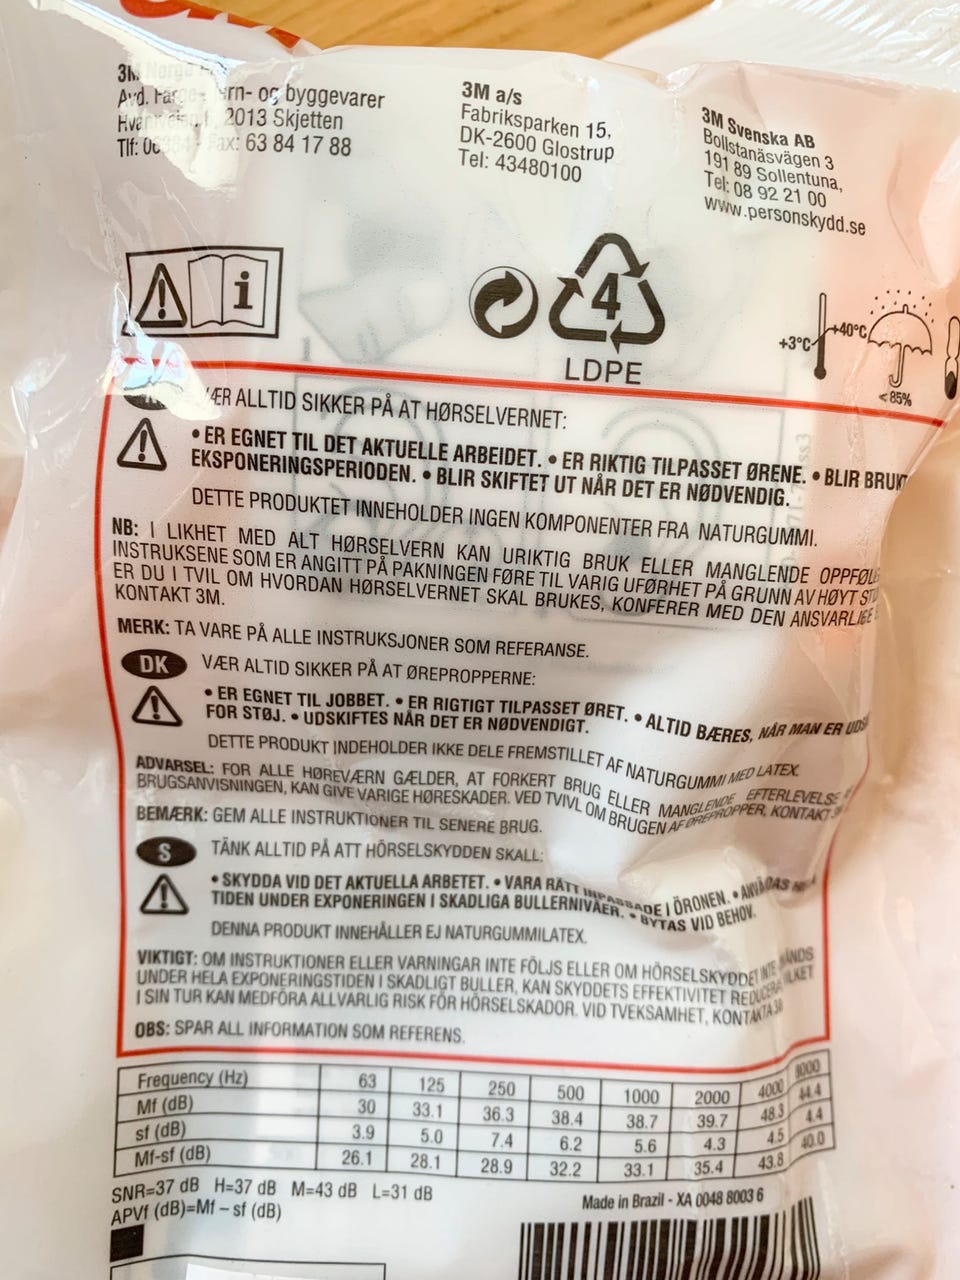 3M Norge
Avd. Farge- rn- og byggevarer
2013 Skjetten
Tlf: 06384 Fax: 63 84 17 88
3M a/s
Fabriksparken 15,
DK-2600 Glostrup
Tel: 43480100
3M Svenska AB
Bollstanäsvägen 3
191 89 Sollentuna,
Tel: 08 92 21 00
www.personskydd.se
i
4
LDPE
+3°C
+40°C
<85%
ÆR ALLTID SIKKER PÅ AT HØRSELVERNET:
• ER EGNET TIL DET AKTUELLE ARBEIDET. • ER RIKTIG TILPASSET ØRENE. • BLIR BRUKT
EKSPONERINGSPERIODEN. • BLIR SKIFTET UT NÅR DET ER NØDVENDIG.
DETTE PRODUKTET INNEHOLDER INGEN KOMPONENTER FRA NATURGUMMI.
NB: I LIKHET MED ALT HØRSELVERN KAN URIKTIG BRUK ELLER MANGLENDE OPPFØL
INSTRUKSENE SOM ER ANGITT PÅ PAKNINGEN FØRE TIL VARIG UFØRHET PÅ GRUNN AV HØYT
ER DU I TVIL OM HVORDAN HØRSELVERNET SKAL BRUKES, KONFERER MED DEN ANSVARLIGE
KONTAKT 3M.
MERK: TA VARE PÅ ALLE INSTRUKSJONER SOM REFERANSE.
DK VÆR ALTID SIKKER PÅ AT ØREPROPPERNE:
• ER EGNET TIL JOBBET. • ER RIGTIGT TILPASSET ØRET. • ALTID BÆRES, NÅR MAN ER UDS
FOR STØJ. • UDSKIFTES NÅR DET ER NØDVENDIGT.
DETTE PRODUKT INDEHOLDER IKKE DELE FREMSTILLET AF NATURGUMMI MED LATEX.
ADVARSEL: FOR ALLE HØREVÆRN GÆLDER, AT FORKERT BRUG ELLER MANGLENDE EFTERLEVELSE
BRUGSANVISNINGEN, KAN GIVE VARIGE HØRESKADER. VED TVIVL OM BRUGEN AF ØREPROPPER, KONTAKT
BEMÆRK: GEM ALLE INSTRUKTIONER TIL SENERE BRUG.
S TÄNK ALLTID PÅ ATT HÖRSELSKYDDEN SKALL:
• SKYDDA VID DET AKTUELLA ARBETET. • VARA RÄTT INPASSADE I ÖRONEN. • ANVÄNDAS
TIDEN UNDER EXPONERINGEN I SKADLIGA BULLERNIVÅER. • BYTAS VID BEHOV.
DENNA PRODUKT INNEHÅLLER EJ NATURGUMMILATEX.
VIKTIGT: OM INSTRUKTIONER ELLER VARNINGAR INTE FÖLJS ELLER OM HÖRSELSKYDDET INTE
UNDER HELA EXPONERINGSTIDEN I SKADLIGT BULLER, KAN SKYDDETS EFFEKTIVITET REDUCERA VILKET
I SIN TUR KAN MEDFÖRA ALLVARLIG RISK FÖR HÖRSELSKADOR. VID TVEKSAMHET, KONTAKTA
OBS: SPAR ALL INFORMATION SOM REFERENS.
Frequency (Hz) 63 125 250 500 1000 2000 4000 8000
Mf (dB) 30 33.1 36.3 38.4 38.7 39.7 48.3 44.4
sf (dB) 3.9 5.0 7.4 6.2 5.6 4.3 4.5 4.4
Mf-sf (dB) 26.1 28.1 28.9 32.2 33.1 35.4 43.8 40.0
SNR=37 dB H=37 dB M=43 dB L=31 dB
APVf (dB)=Mf – sf (dB)
Made in Brazil - XA 0048 8003 6